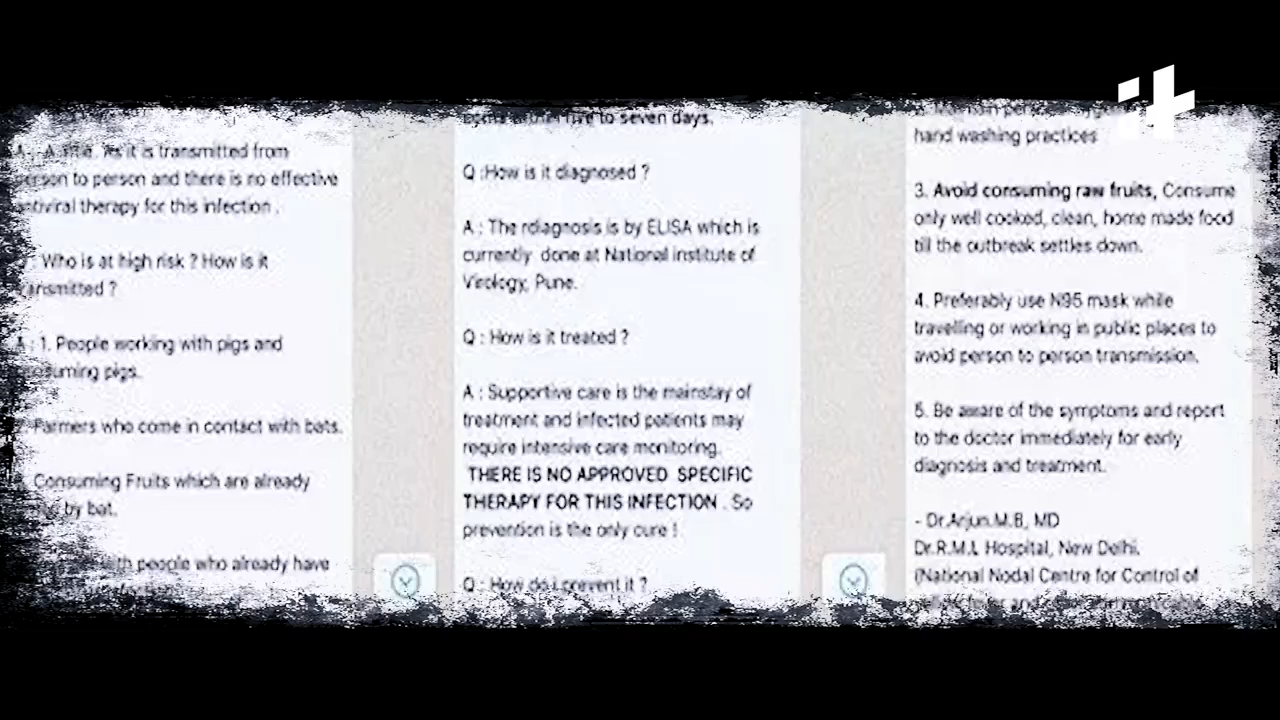 it is transmitted from
person to person and there is no effective
antiviral therapy for this infection .
Who is at high risk ? How is it
A : 1. People working with pigs and
pigs.
Farmers who come in contact with bats.
Consuming Fruits which are already
by bat.
people who already have
five to seven days.
Q :How is it diagnosed ?
A : The rdiagnosis is by ELISA which is
currently done at National institute of
Virology, Pune.
Q : How is it treated ?
A : Supportive care is the mainstay of
treatment and infected patients may
require intensive care monitoring.
THERE IS NO APPROVED SPECIFIC
THERAPY FOR THIS INFECTION . So
prevention is the only cure !
Q : How do i prevent it ?
hand washing practices
3. Avoid consuming raw fruits, Consume
only well cooked, clean, home made food
till the outbreak settles down.
4. Preferably use N95 mask while
travelling or working in public places to
avoid person to person transmission.
5. Be aware of the symptoms and report
to the doctor immediately for early
diagnosis and treatment.
- Dr.Arjun.M.B, MD
Dr.R.M.L Hospital, New Delhi.
(National Nodal Centre for Control of